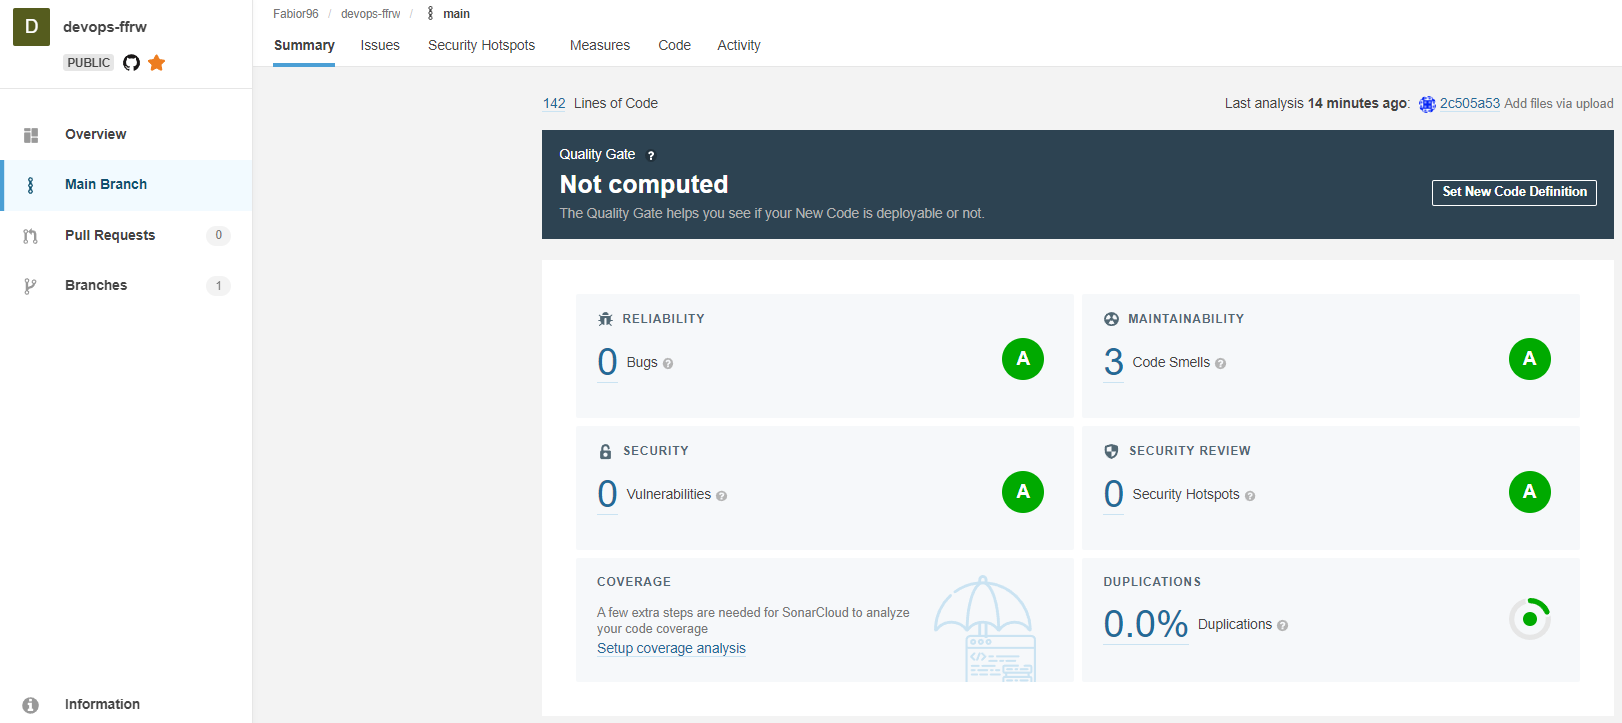 D
devops-ffrw
PUBLIC
Overview
Main Branch
Pull Requests 0
Branches 1
Information
Fabior96 / devops-ffrw / main
Summary Issues Security Hotspots Measures Code Activity
142 Lines of Code
Last analysis 14 minutes ago: 2c505a53 Add files via upload
Quality Gate ?
Not computed
The Quality Gate helps you see if your New Code is deployable or not.
Set New Code Definition
RELIABILITY
0 Bugs ?
A
MAINTAINABILITY
3 Code Smells ?
A
SECURITY
0 Vulnerabilities ?
A
SECURITY REVIEW
0 Security Hotspots ?
A
COVERAGE
A few extra steps are needed for SonarCloud to analyze
your code coverage
Setup coverage analysis
DUPLICATIONS
0.0% Duplications ?